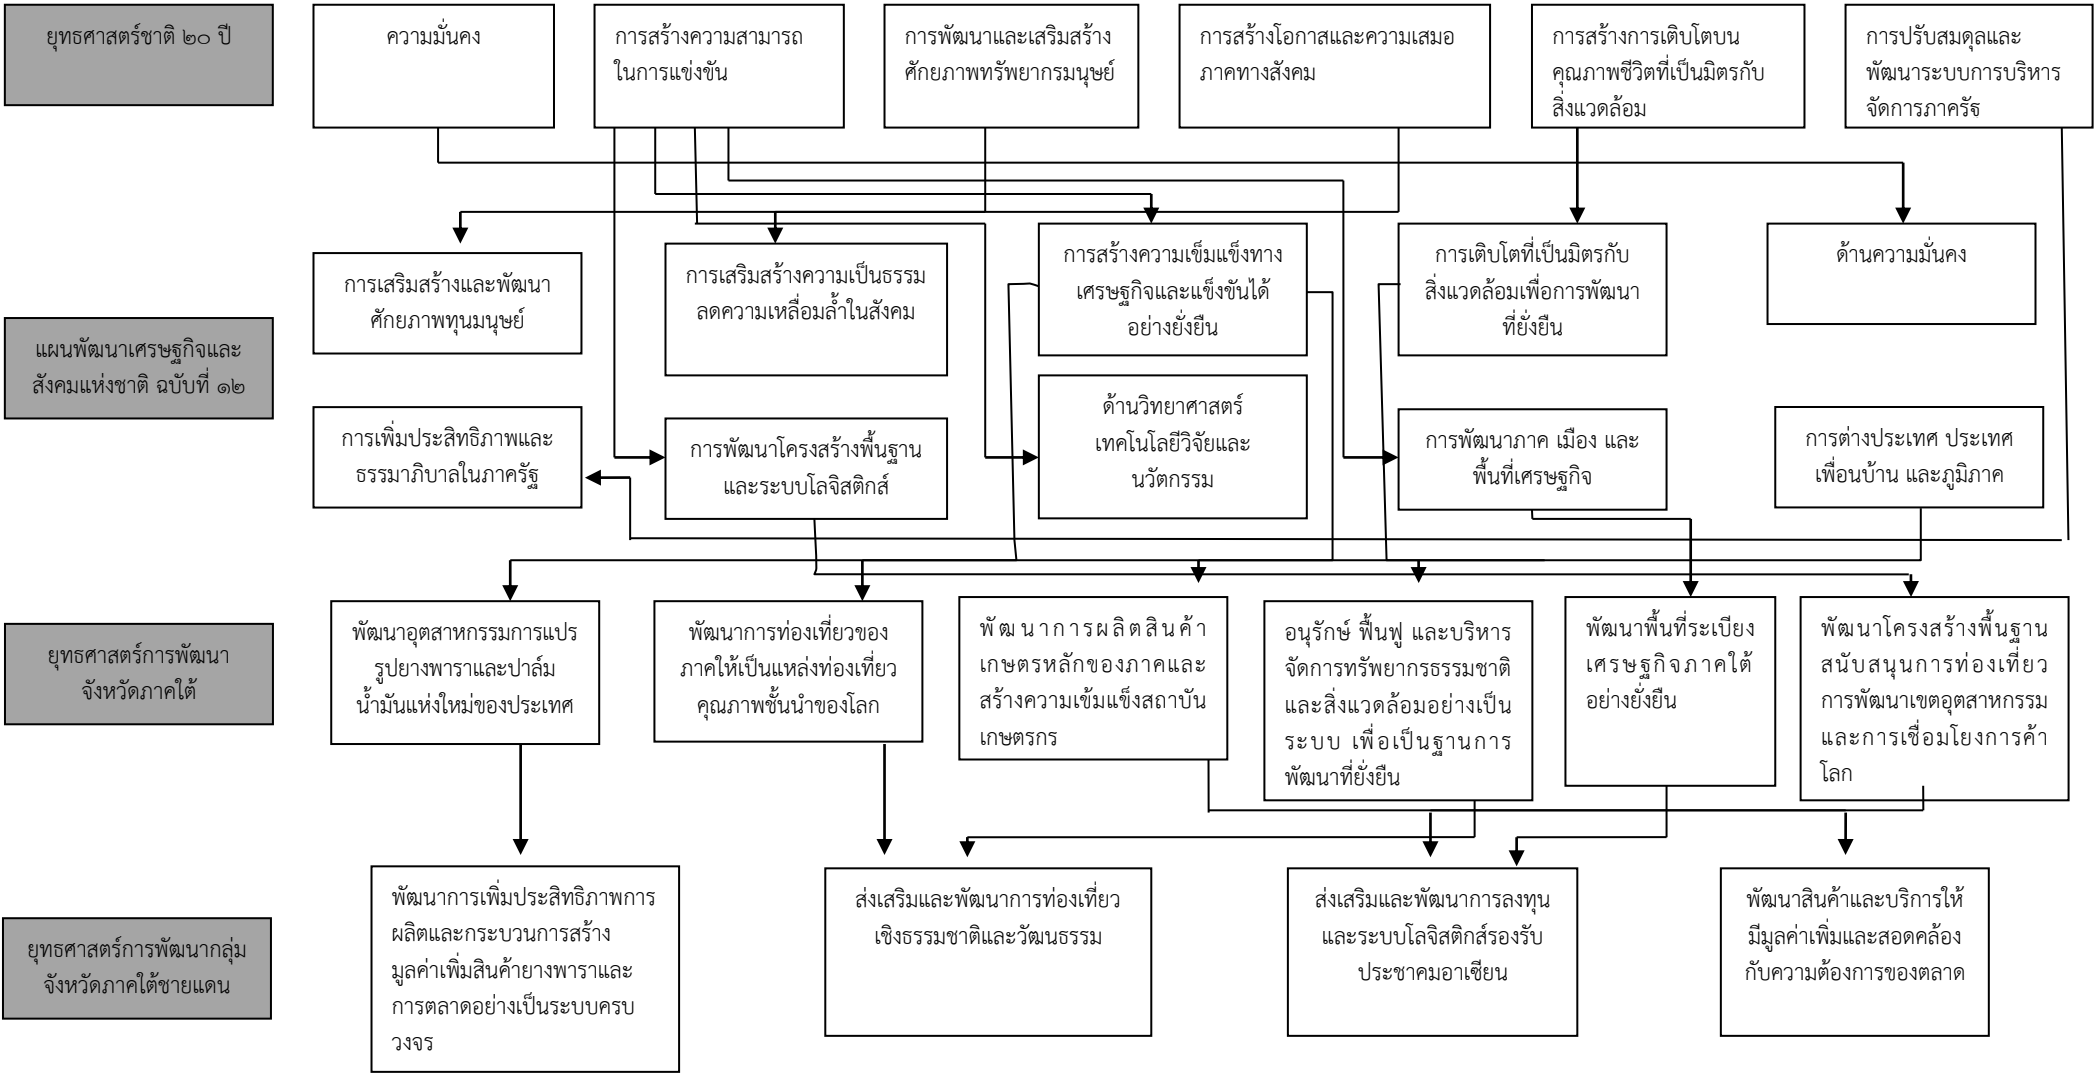 ยุทธศาสตร์ชาติ ๒๐ ปี
ความมั่นคง
การสร้างความสามารถ
ในการแข่งขัน
การพัฒนาและเสริมสร้าง
ศักยภาพทรัพยากรมนุษย์
การสร้างโอกาสและความเสมอ
ภาคทางสังคม
การสร้างการเติบโตบน
คุณภาพชีวิตที่เป็นมิตรกับ
สิ่งแวดล้อม
การปรับสมดุลและ
พัฒนาระบบการบริหาร
จัดการภาครัฐ
แผนพัฒนาเศรษฐกิจและ
สังคมแห่งชาติ ฉบับที่ ๑๒
การเสริมสร้างและพัฒนา
ศักยภาพทุนมนุษย์
การเสริมสร้างความเป็นธรรม
ลดความเหลื่อมล้ำในสังคม
การสร้างความเข็มแข็งทาง
เศรษฐกิจและแข็งขันได้
อย่างยั่งยืน
การเติบโตที่เป็นมิตรกับ
สิ่งแวดล้อมเพื่อการพัฒนา
ที่ยั่งยืน
ด้านความมั่นคง
การเพิ่มประสิทธิภาพและ
ธรรมาภิบาลในภาครัฐ
การพัฒนาโครงสร้างพื้นฐาน
และระบบโลจิสติกส์
ด้านวิทยาศาสตร์
เทคโนโลยีวิจัยและ
นวัตกรรม
การพัฒนาภาค เมือง และ
พื้นที่เศรษฐกิจ
การต่างประเทศ ประเทศ
เพื่อนบ้าน และภูมิภาค
ยุทธศาสตร์การพัฒนา
จังหวัดภาคใต้
พัฒนาอุตสาหกรรมการแปร
รูปยางพาราและปาล์ม
น้ำมันแห่งใหม่ของประเทศ
พัฒนาการท่องเที่ยวของ
ภาคให้เป็นแหล่งท่องเที่ยว
คุณภาพชั้นนำของโลก
พัฒนาการผลิตสินค้า
เกษตรหลักของภาคและ
สร้างความเข้มแข็งสถาบัน
เกษตรกร
อนุรักษ์ ฟื้นฟู และบริหาร
จัดการทรัพยากรธรรมชาติ
และสิ่งแวดล้อมอย่างเป็น
ระบบ เพื่อเป็นฐานการ
พัฒนาที่ยั่งยืน
พัฒนาพื้นที่ระเบียง
เศรษฐกิจภาคใต้
อย่างยั่งยืน
พัฒนาโครงสร้างพื้นฐาน
สนับสนุนการท่องเที่ยว
การพัฒนาเขตอุตสาหกรรม
และการเชื่อมโยงการค้า
โลก
ยุทธศาสตร์การพัฒนากลุ่ม
จังหวัดภาคใต้ชายแดน
พัฒนาการเพิ่มประสิทธิภาพการ
ผลิตและกระบวนการสร้าง
มูลค่าเพิ่มสินค้ายางพาราและ
การตลาดอย่างเป็นระบบครบ
วงจร
ส่งเสริมและพัฒนาการท่องเที่ยว
เชิงธรรมชาติและวัฒนธรรม
ส่งเสริมและพัฒนาการลงทุน
และระบบโลจิสติกส์รองรับ
ประชาคมอาเซียน
พัฒนาสินค้าและบริการให้
มีมูลค่าเพิ่มและสอดคล้อง
กับความต้องการของตลาด